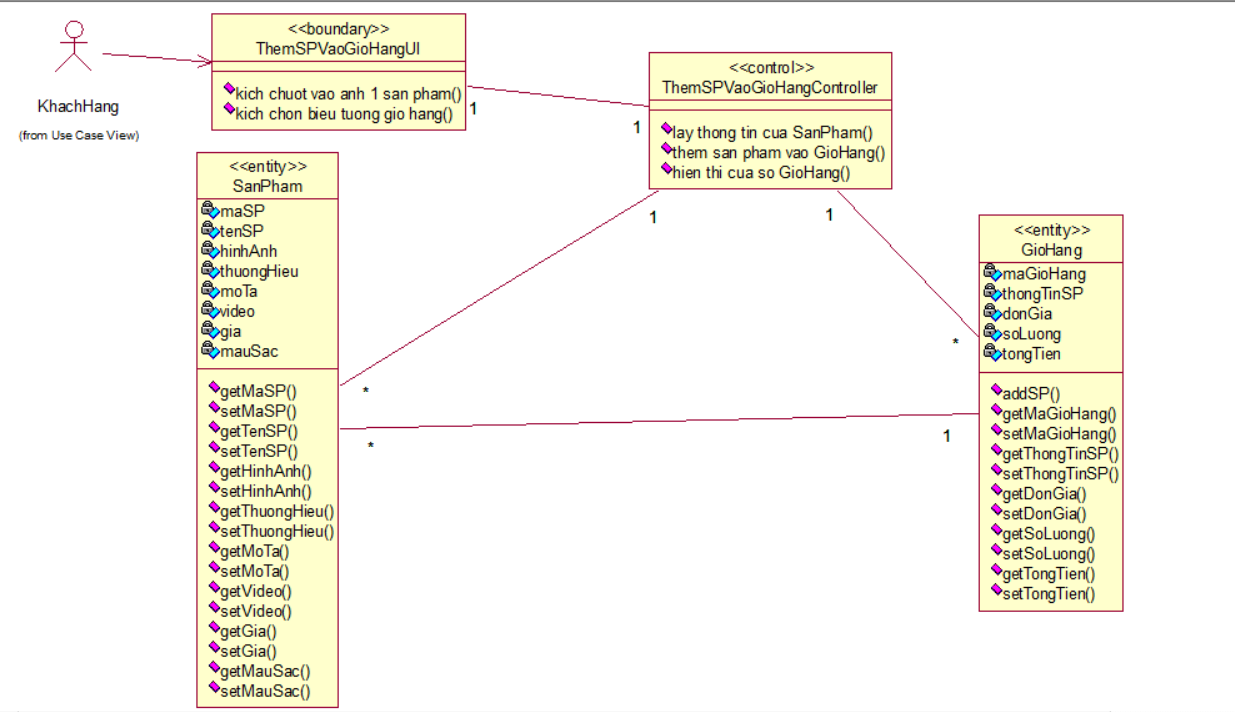 KhachHang
(from Use Case View)
<<boundary>>
ThemSPVaoGioHangUI
kich chuot vao anh 1 san pham()
kich chon bieu tuong gio hang()
1
1
<<control>>
ThemSPVaoGioHangController
lay thong tin cua SanPham()
them san pham vao GioHang()
hien thi cua so GioHang()
1
1
*
*
*
1
<<entity>>
SanPham
maSP
tenSP
hinhAnh
thuongHieu
moTa
video
gia
mauSac
getMaSP()
setMaSP()
getTenSP()
setTenSP()
getHinhAnh()
setHinhAnh()
getThuongHieu()
setThuongHieu()
getMoTa()
setMoTa()
getVideo()
setVideo()
getGia()
setGia()
getMauSac()
setMauSac()
<<entity>>
GioHang
maGioHang
thongTinSP
donGia
soLuong
tongTien
addSP()
getMaGioHang()
setMaGioHang()
getThongTinSP()
setThongTinSP()
getDonGia()
setDonGia()
getSoLuong()
setSoLuong()
getTongTien()
setTongTien()